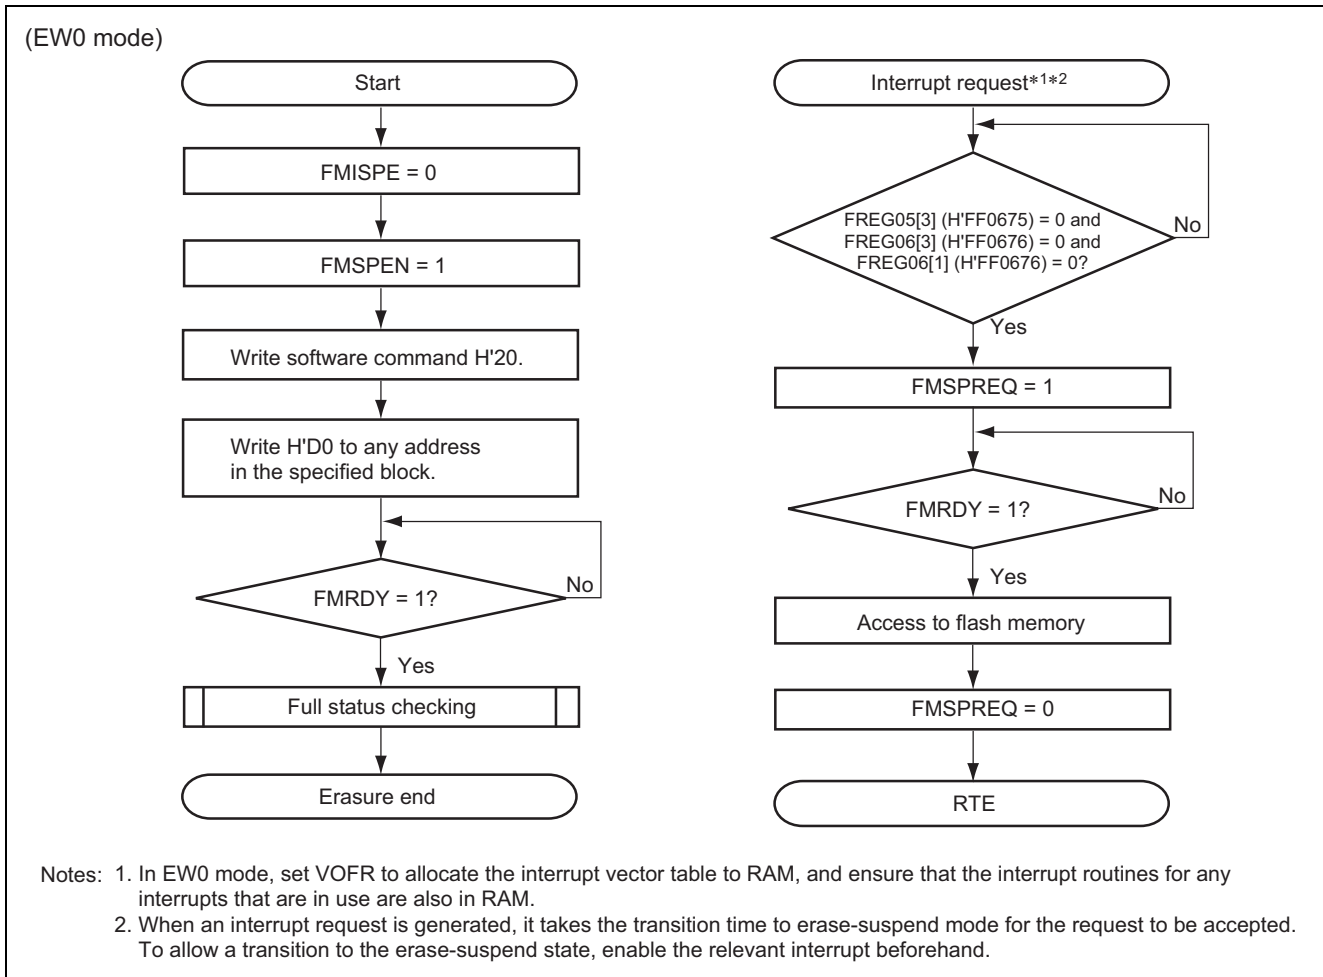 (EW0 mode)
Start
FMISPE = 0
FMSPEN = 1
Write software command H'20.
Write H'D0 to any address
in the specified block.
FMRDY = 1?
No
Yes
Full status checking
Erasure end
Interrupt request*1*2
FREG05[3] (H'FF0675) = 0 and
FREG06[3] (H'FF0676) = 0 and
FREG06[1] (H'FF0676) = 0?
No
Yes
FMSPREQ = 1
FMRDY = 1?
No
Yes
Access to flash memory
FMSPREQ = 0
RTE
Notes: 1. In EW0 mode, set VOFR to allocate the interrupt vector table to RAM, and ensure that the interrupt routines for any
interrupts that are in use are also in RAM.
2. When an interrupt request is generated, it takes the transition time to erase-suspend mode for the request to be accepted.
To allow a transition to the erase-suspend state, enable the relevant interrupt beforehand.